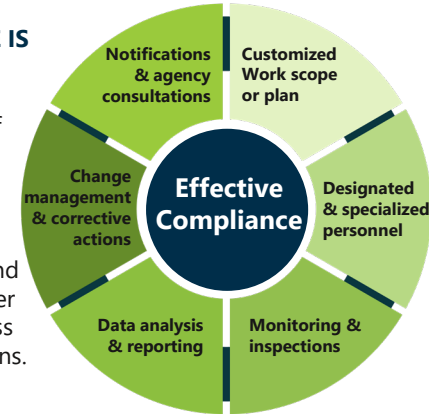 IS
Notifications
& agency
consultations
Customized
Work scope
or plan
Change
management
& corrective
actions
Effective
Compliance
Designated
& specialized
personnel
Data analysis
& reporting
Monitoring &
inspections